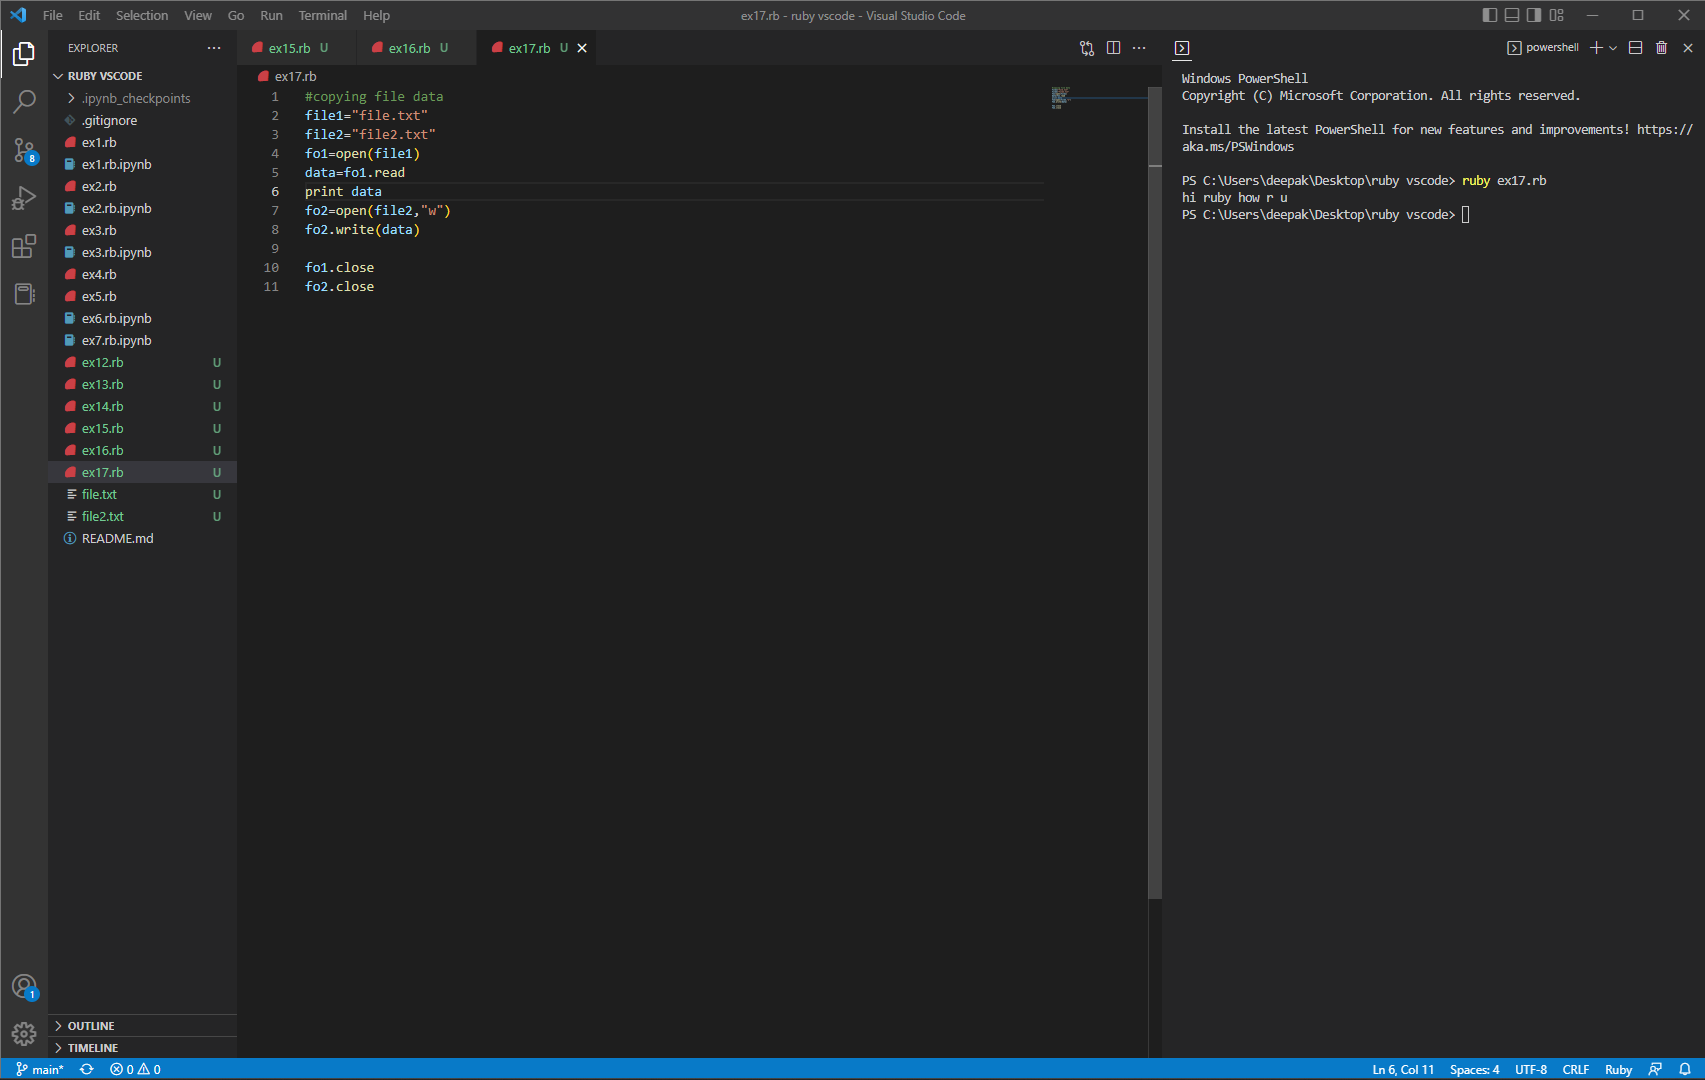 File Edit Selection View Go Run Terminal Help
ex17.rb - ruby vscode - Visual Studio Code
EXPLORER
RUBY VSCODE
.ipynb_checkpoints
.gitignore
ex1.rb
ex1.rb.ipynb
ex2.rb
ex2.rb.ipynb
ex3.rb
ex3.rb.ipynb
ex4.rb
ex5.rb
ex6.rb.ipynb
ex7.rb.ipynb
ex12.rb U
ex13.rb U
ex14.rb U
ex15.rb U
ex16.rb U
ex17.rb U
file.txt U
file2.txt U
README.md
OUTLINE
TIMELINE
8
1
ex15.rb U ex16.rb U ex17.rb U
ex17.rb
1 #copying file data
2 file1="file.txt"
3 file2="file2.txt"
4 fo1=open(file1)
5 data=fo1.read
6 print data
7 fo2=open(file2,"w")
8 fo2.write(data)
9
10 fo1.close
11 fo2.close
powershell
Windows PowerShell
Copyright (C) Microsoft Corporation. All rights reserved.
Install the latest PowerShell for new features and improvements! https://
aka.ms/PSWindows
PS C:\Users\deepak\Desktop\ruby vscode> ruby ex17.rb
hi ruby how r u
PS C:\Users\deepak\Desktop\ruby vscode>
main* 0 0
Ln 6, Col 11 Spaces: 4 UTF-8 CRLF Ruby